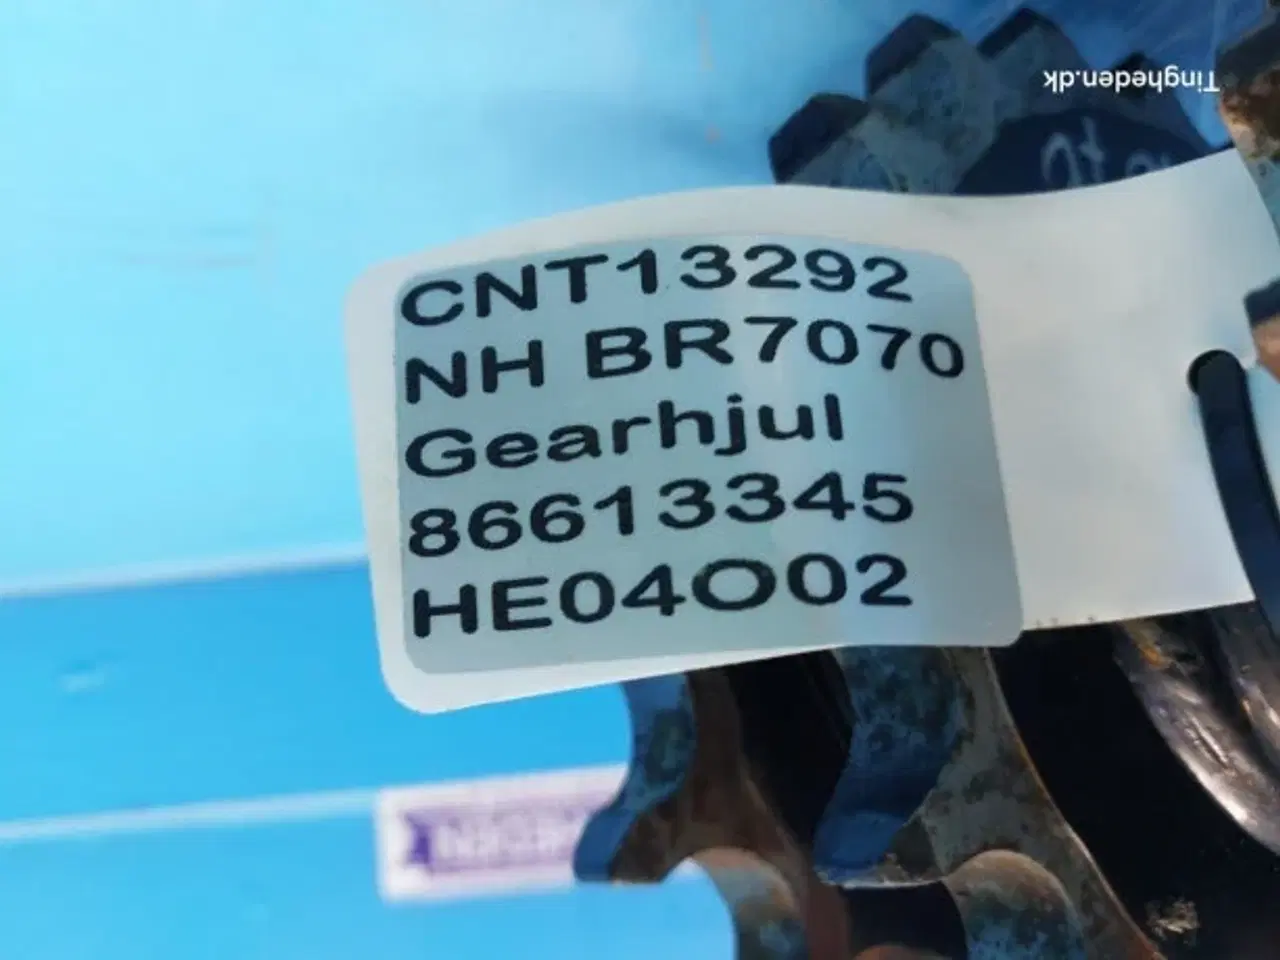 Tingheden.dk
CNT13292
NH BR7070
Gearhjul
86613345
HE04O02